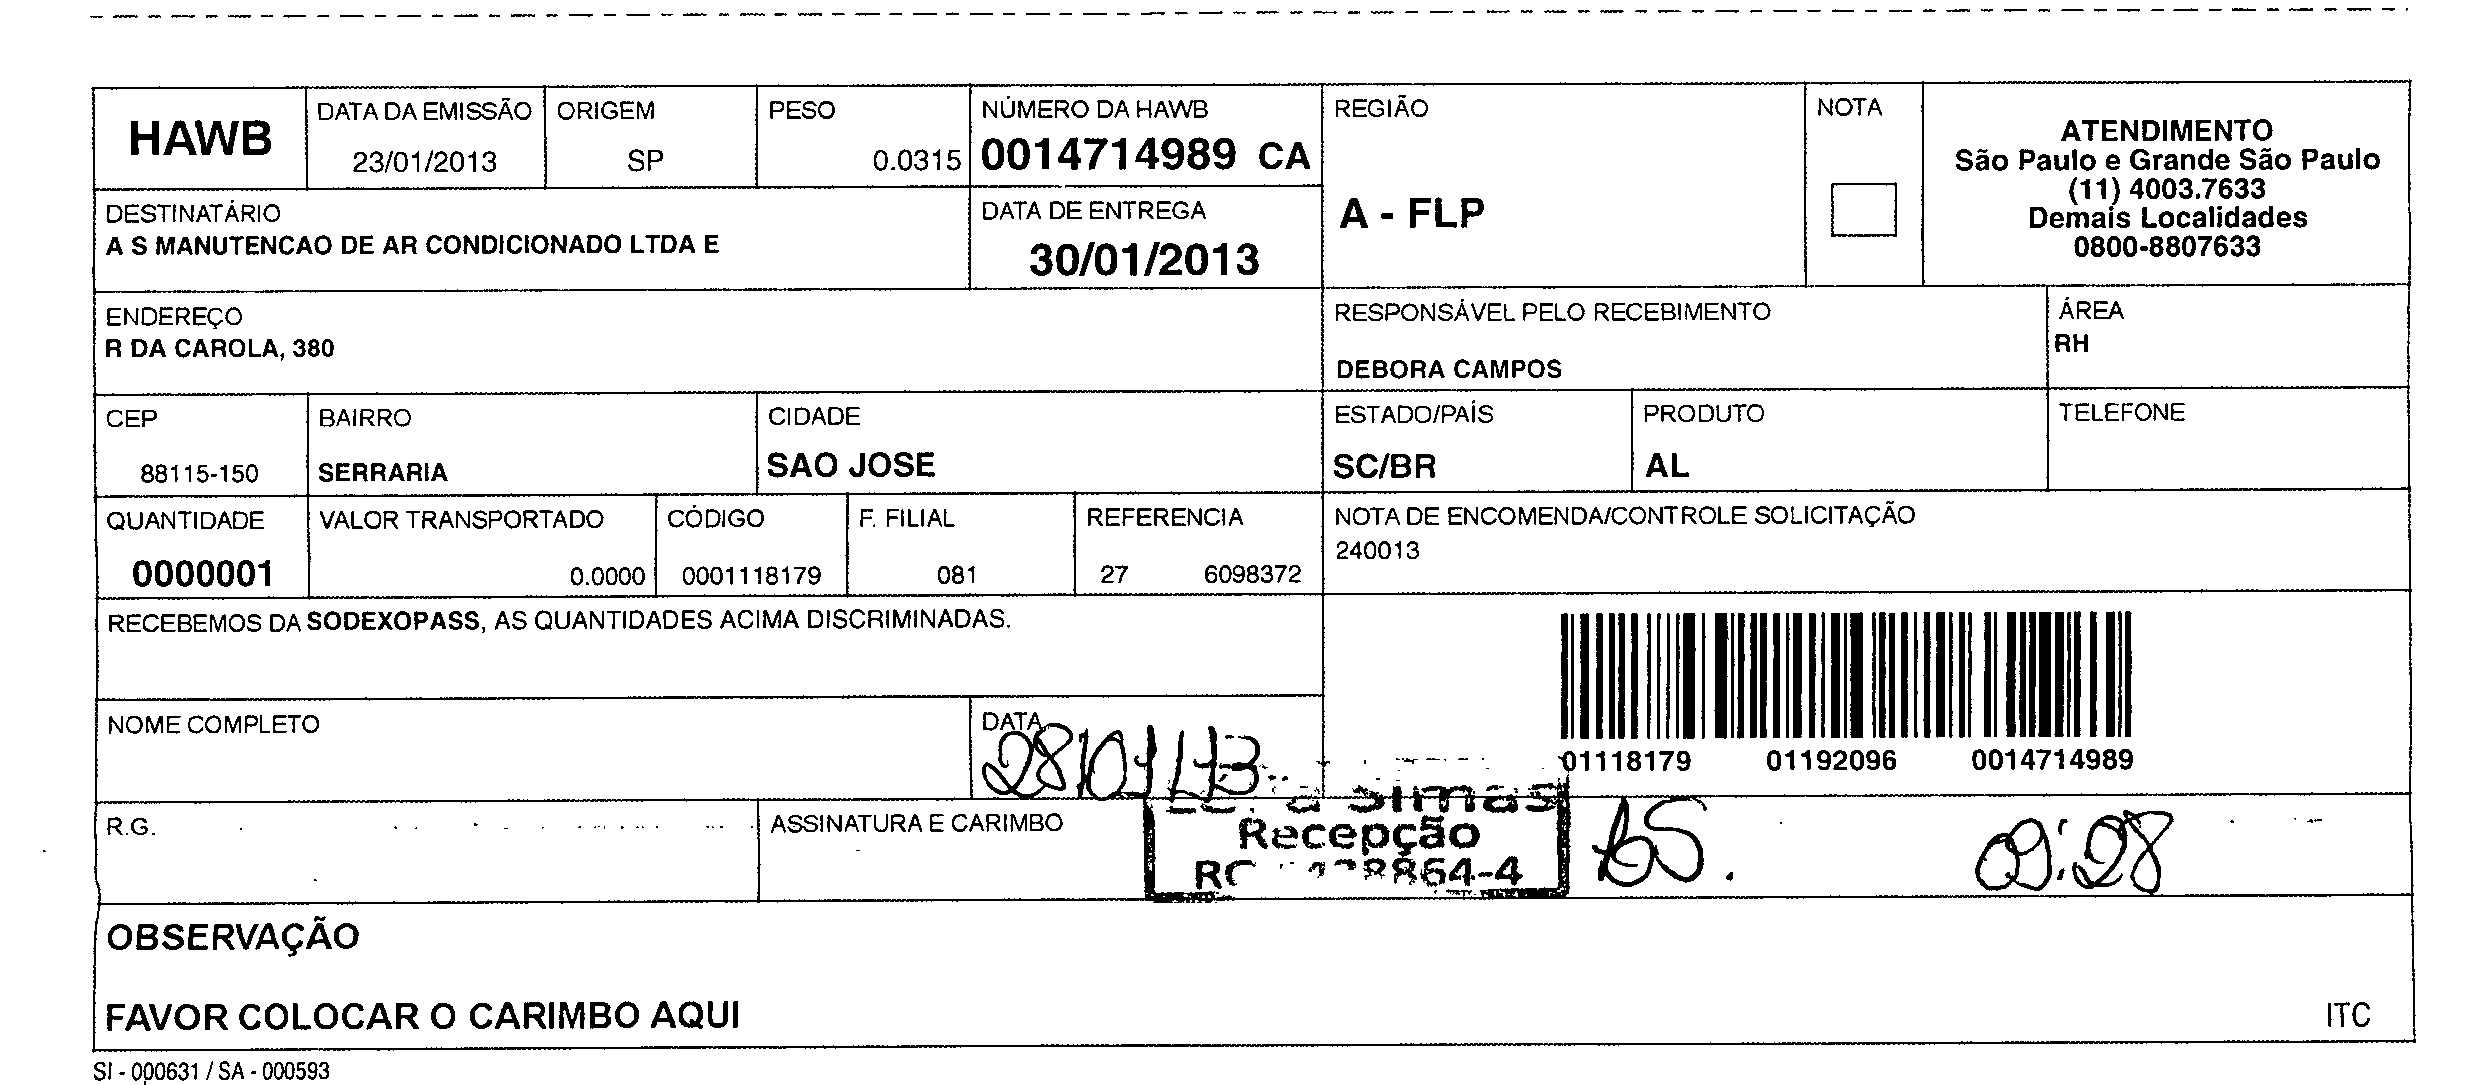 HAWB
DATA DA EMISSÃO
23/01/2013
ORIGEM
SP
PESO
0.0315
NÚMERO DA HAWB
0014714989 CA
REGIÃO
A - FLP
NOTA
ATENDIMENTO
São Paulo e Grande São Paulo
(11) 4003.7633
Demais Localidades
0800-8807633
DESTINATÁRIO
A S MANUTENCAO DE AR CONDICIONADO LTDA E
DATA DE ENTREGA
30/01/2013
ENDEREÇO
R DA CAROLA, 380
RESPONSÁVEL PELO RECEBIMENTO
DEBORA CAMPOS
ÁREA
RH
CEP
88115-150
BAIRRO
SERRARIA
CIDADE
SAO JOSE
ESTADO/PAÍS
SC/BR
PRODUTO
AL
TELEFONE
QUANTIDADE
0000001
VALOR TRANSPORTADO
0.0000
CÓDIGO
0001118179
F. FILIAL
081
REFERENCIA
27 6098372
NOTA DE ENCOMENDA/CONTROLE SOLICITAÇÃO
240013
RECEBEMOS DA SODEXOPASS, AS QUANTIDADES ACIMA DISCRIMINADAS.
01118179 01192096 0014714989
NOME COMPLETO
DATA
28/01/13
R.G.
ASSINATURA E CARIMBO
Simas
Recepção
8864-4
09:28
OBSERVAÇÃO
FAVOR COLOCAR O CARIMBO AQUI
ITC
SI - 000631 / SA - 000593